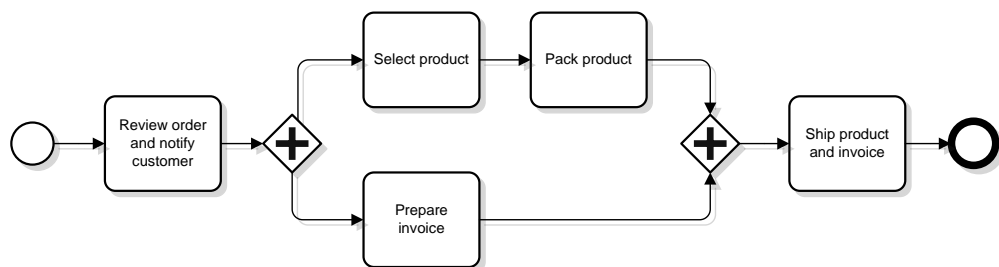 Review order
and notify
customer
Select product
Pack product
Prepare
invoice
Ship product
and invoice